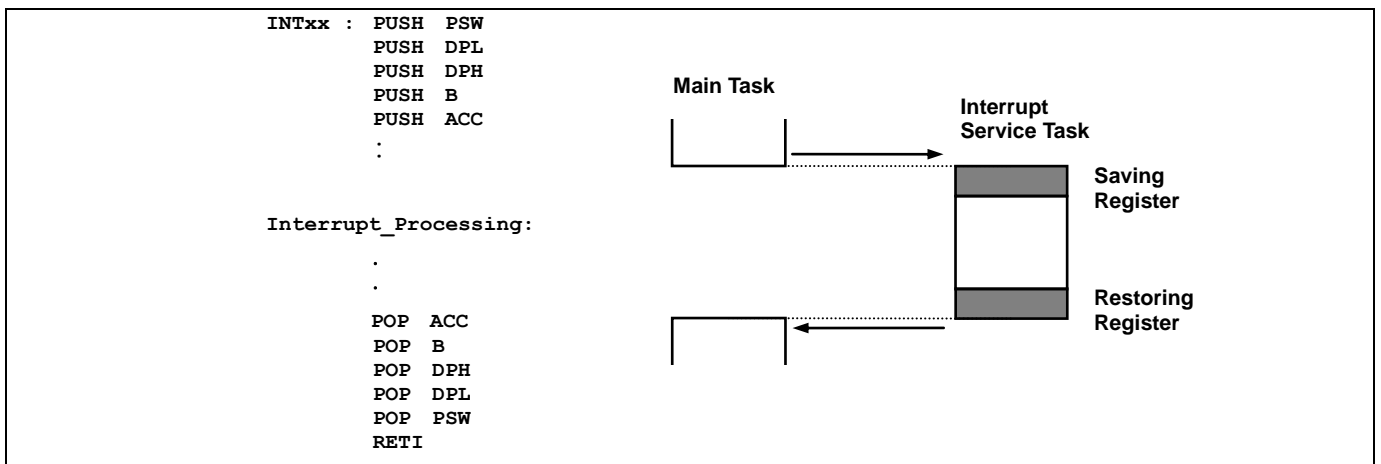 INTxx : PUSH PSW
PUSH DPL
PUSH DPH
PUSH B
PUSH ACC
:
Interrupt_Processing:
.
.
POP ACC
POP B
POP DPH
POP DPL
POP PSW
RETI
Main Task
Interrupt
Service Task
Saving
Register
Restoring
Register